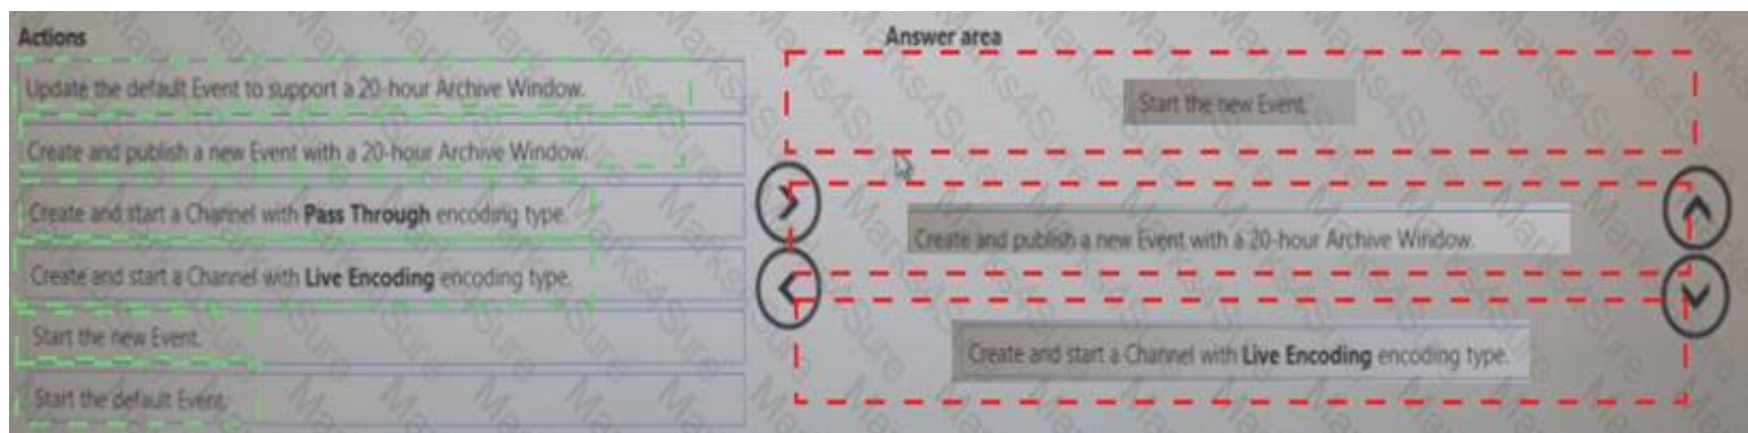 Actions
Update the default Event to support a 20-hour Archive Window.
Create and publish a new Event with a 20-hour Archive Window.
Create and start a Channel with Pass Through encoding type.
Create and start a Channel with Live Encoding encoding type.
Start the new Event.
Start the default Event.
Answer area
Start the new Event.
Create and publish a new Event with a 20-hour Archive Window.
Create and start a Channel with Live Encoding encoding type.
Marks4Sure